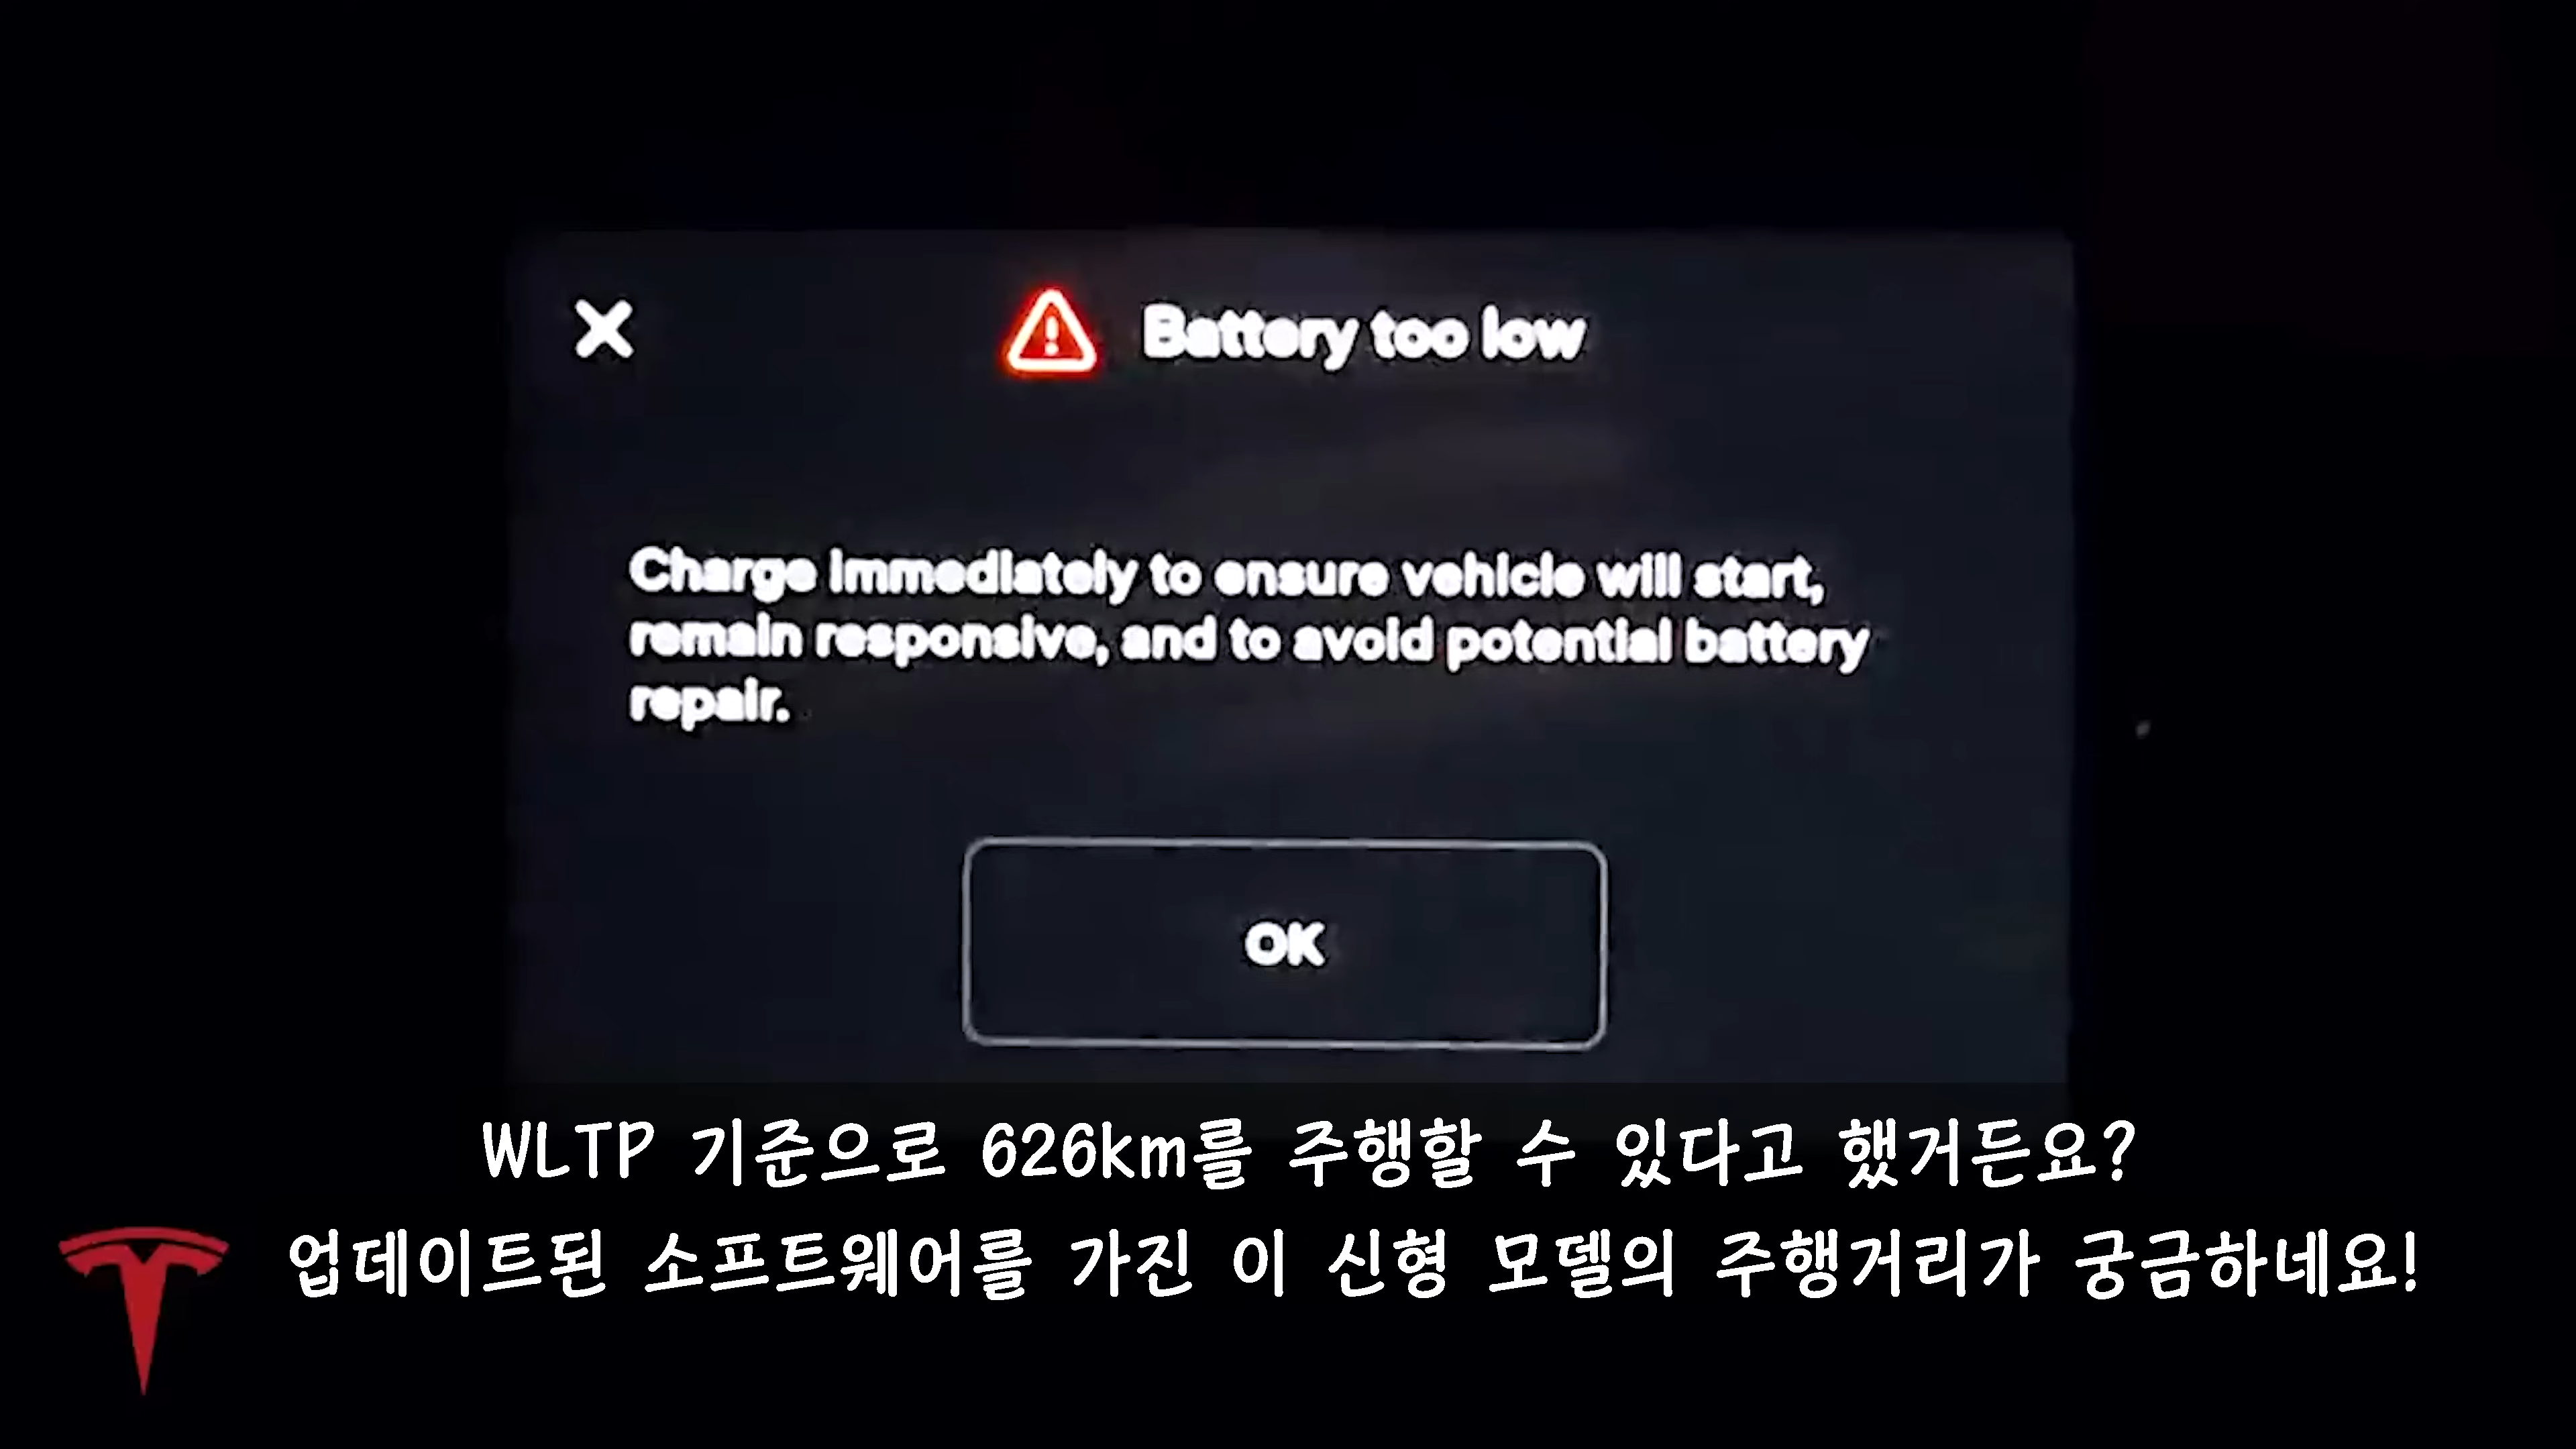 Battery too low
Charge immediately to ensure vehicle will start,
remain responsive, and to avoid potential battery
repair.
OK
WLTP 기준으로 626km를 주행할 수 있다고 했거든요?
업데이트된 소프트웨어를 가진 이 신형 모델의 주행거리가 궁금하네요!